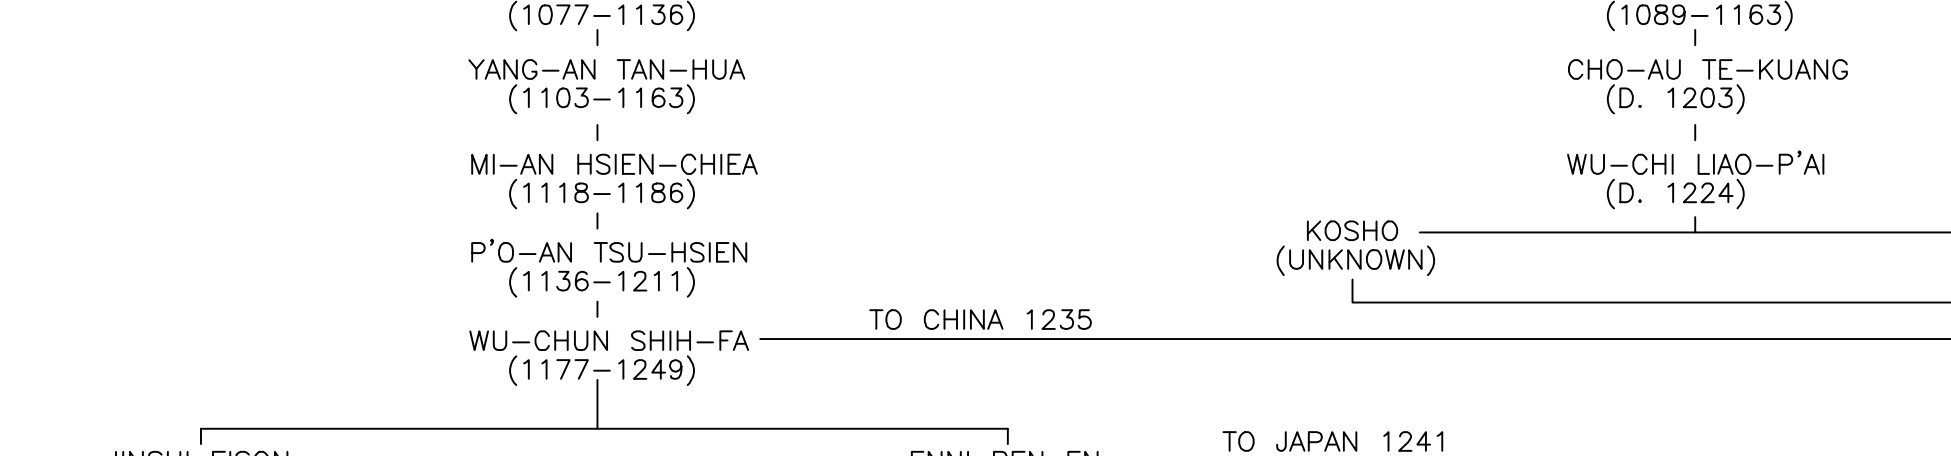 (1077-1136)
(1089-1163)
YANG-AN TAN-HUA
(1103-1163)
CHO-AU TE-KUANG
(D. 1203)
MI-AN HSIEN-CHIEA
(1118-1186)
WU-CHI LIAO-P'AI
(D. 1224)
P'O-AN TSU-HSIEN
(1136-1211)
KOSHO
(UNKNOWN)
TO CHINA 1235
WU-CHUN SHIH-FA
(1177-1249)
TO JAPAN 1241